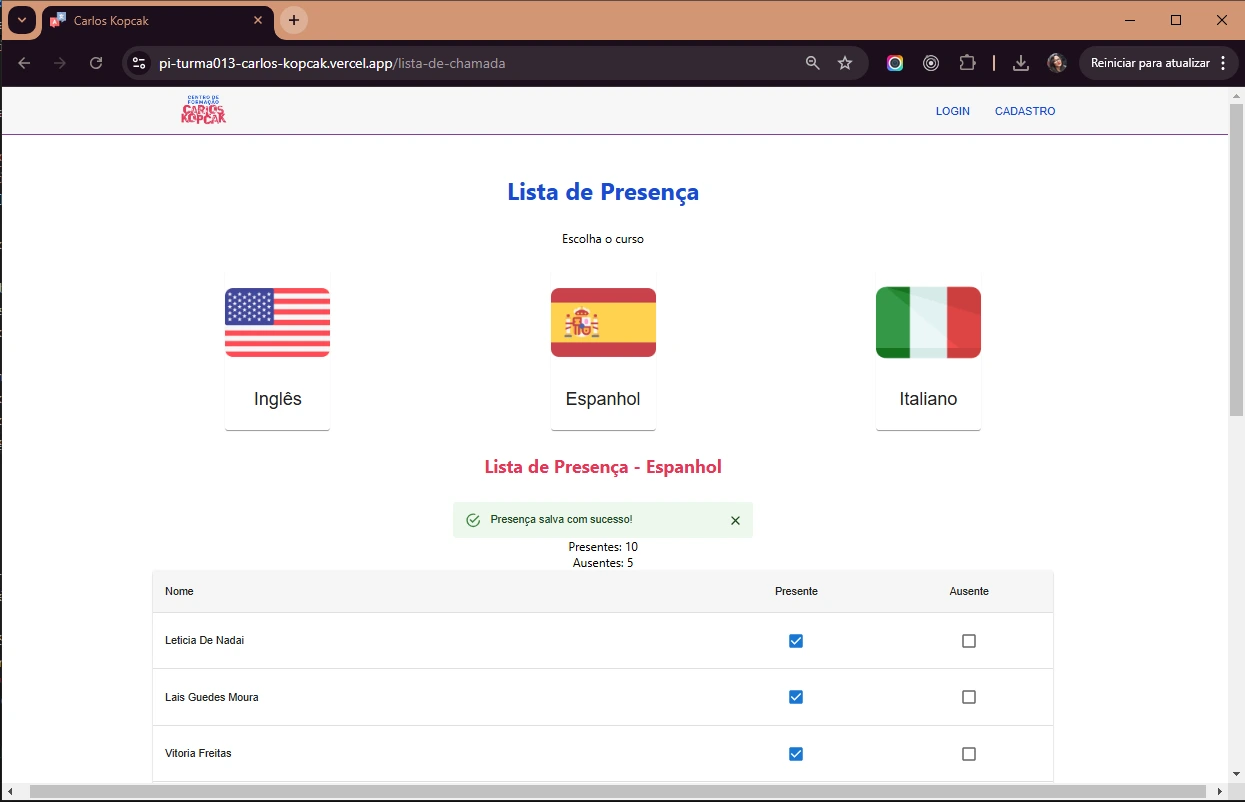 Carlos Kopcak
pi-turma013-carlos-kopcak.vercel.app/lista-de-chamada
Reiniciar para atualizar
CENTRO DE
FORMAÇÃO
CARLOS
KOPCAK
LOGIN CADASTRO
Lista de Presença
Escolha o curso
Inglês Espanhol Italiano
Lista de Presença - Espanhol
Presença salva com sucesso!
Presentes: 10
Ausentes: 5
Nome Presente Ausente
Leticia De Nadai
Lais Guedes Moura
Vitoria Freitas